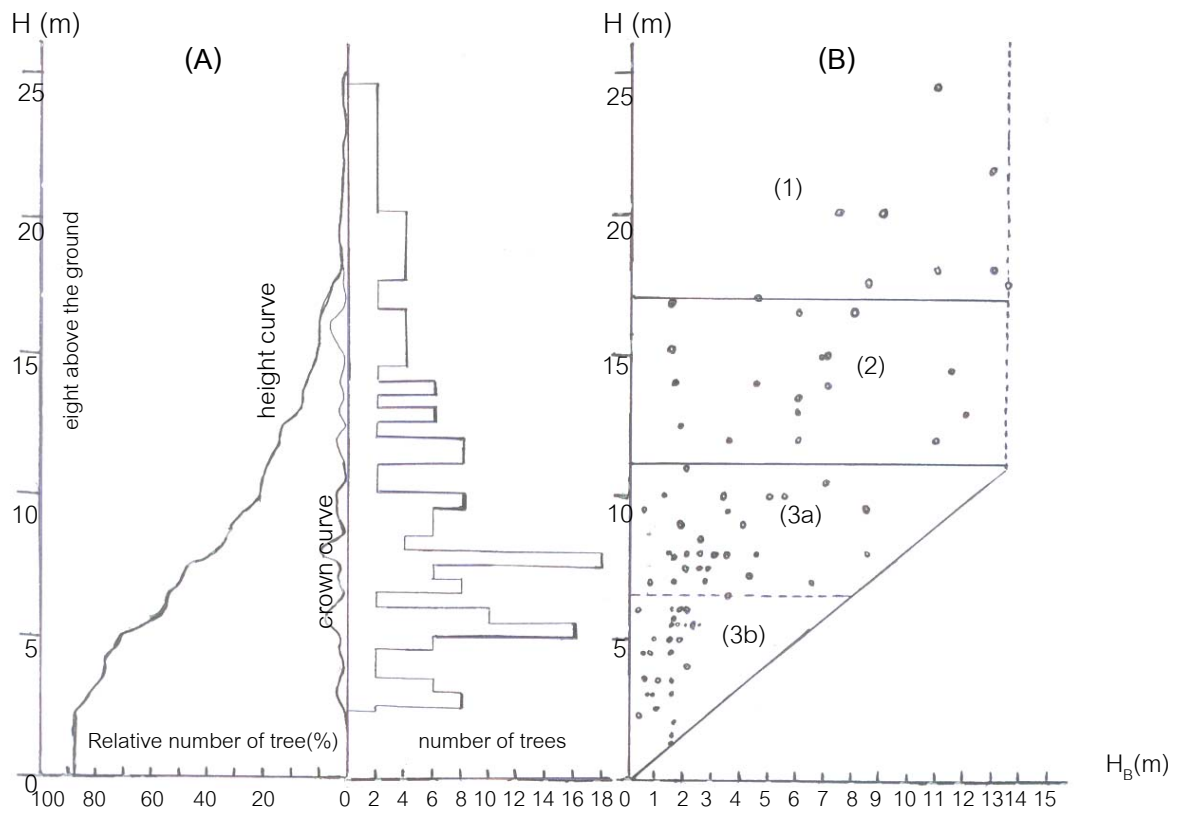 H (m)
(A)
H (m)
(B)
25
20
15
10
5
0
eight above the ground
height curve
crown curve
Relative number of tree(%)
number of trees
100 80 60 40 20 0 2 4 6 8 10 12 14 16 18
25
20
15
10
5
(1)
(2)
(3a)
(3b)
0 1 2 3 4 5 6 7 8 9 10 11 12 13 14 15
HB(m)